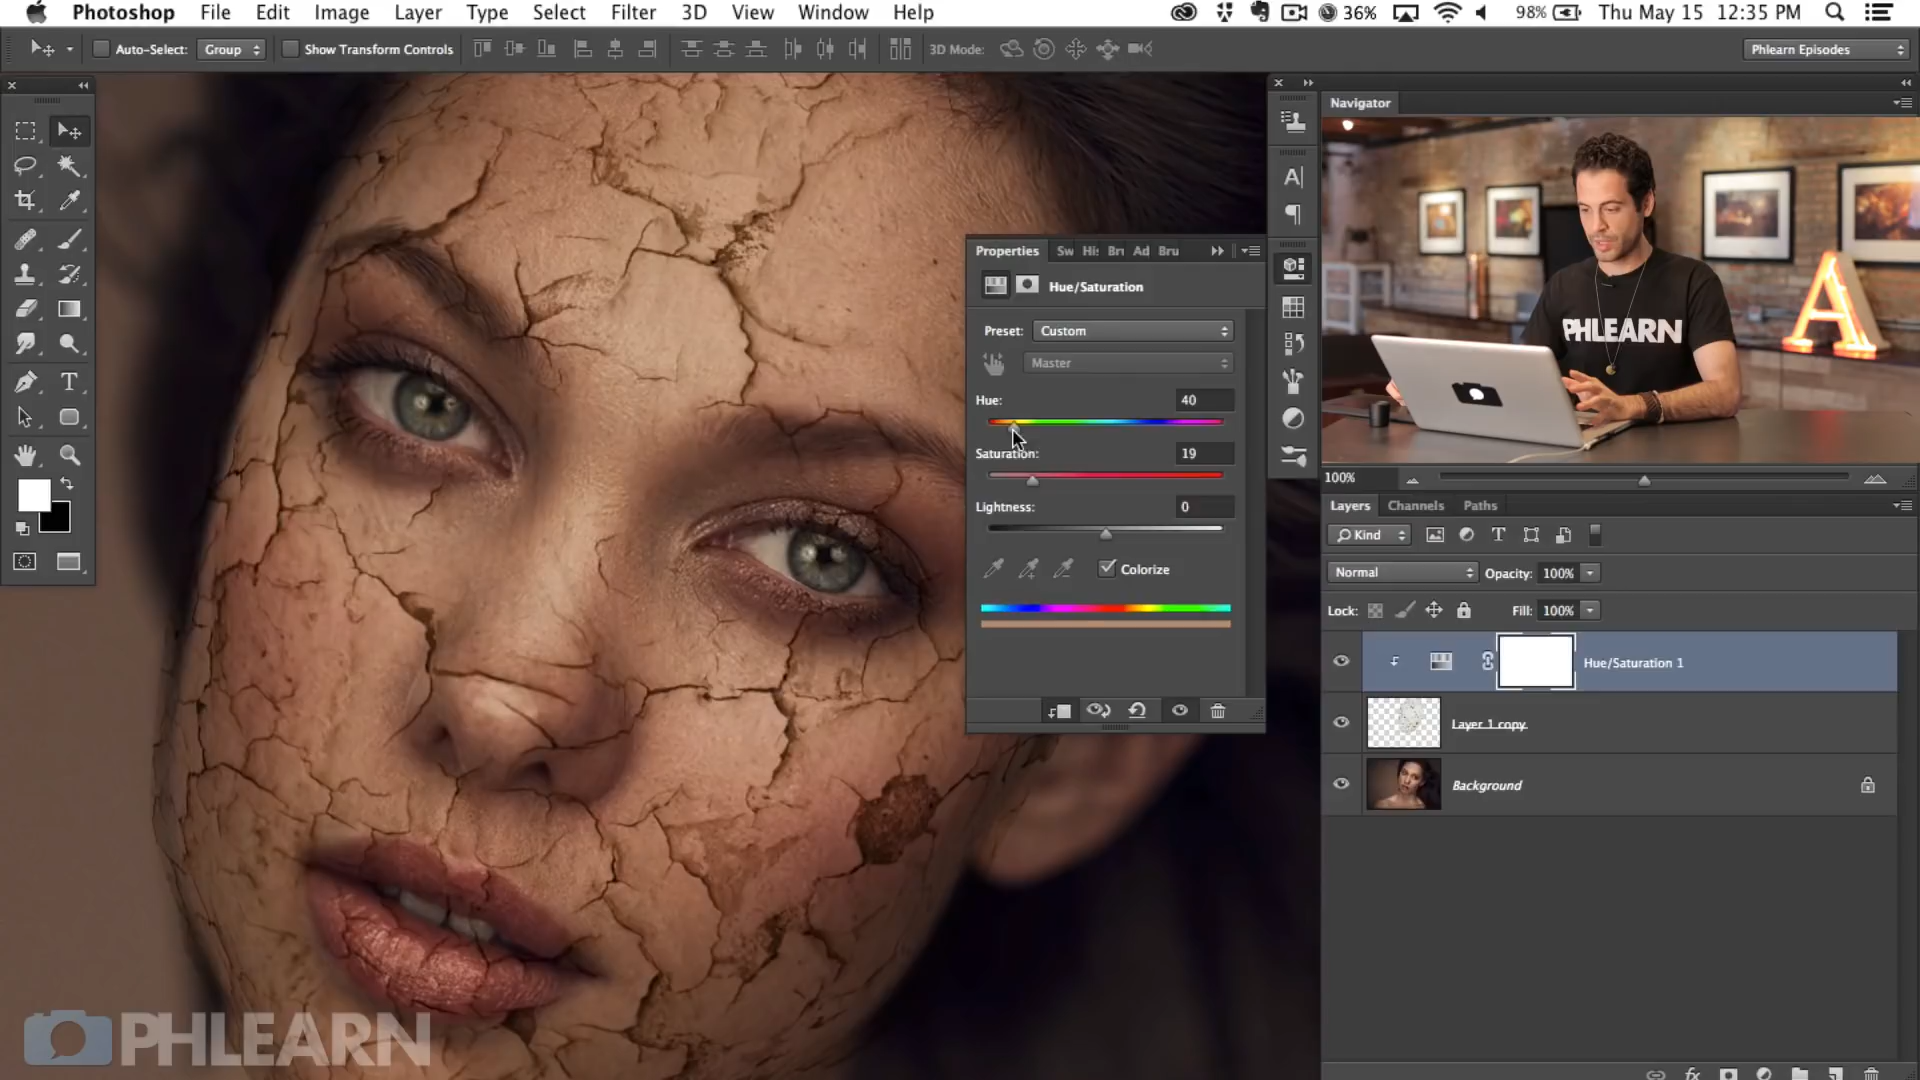 Photoshop File Edit Image Layer Type Select Filter 3D View Window Help 36% 98% Thu May 15 12:35 PM
Auto-Select: Group Show Transform Controls 3D Mode: Phlearn Episodes
Navigator
Properties Sw His Bru Ad Bru
Hue/Saturation
Preset: Custom
Master
Hue: 40
Saturation: 19
Lightness: 0
Colorize
PHLEARN
A
100%
Layers Channels Paths
Kind
Normal Opacity: 100%
Lock: Fill: 100%
Hue/Saturation 1
Layer 1 copy
Background
PHLEARN